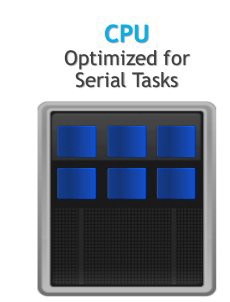 CPU
Optimized for
Serial Tasks